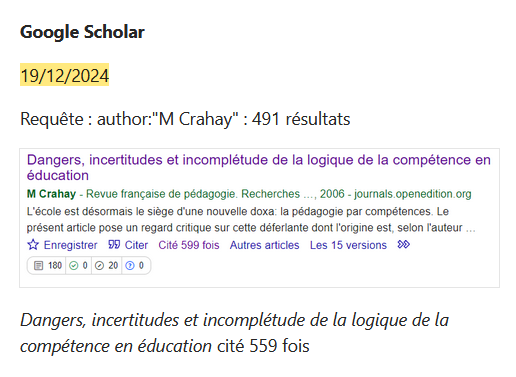 Google Scholar
19/12/2024
Requête : author:"M Crahay" : 491 résultats
Dangers, incertitudes et incomplétude de la logique de la compétence en
éducation
M Crahay - Revue française de pédagogie. Recherches …, 2006 - journals.openedition.org
L'école est désormais le siège d'une nouvelle doxa: la pédagogie par compétences. Le
présent article pose un regard critique sur cette déferlante dont l'origine est, selon l'auteur …
Enregistrer Citer Cité 599 fois Autres articles Les 15 versions
180 0 20 0
Dangers, incertitudes et incomplétude de la logique de la
compétence en éducation cité 559 fois